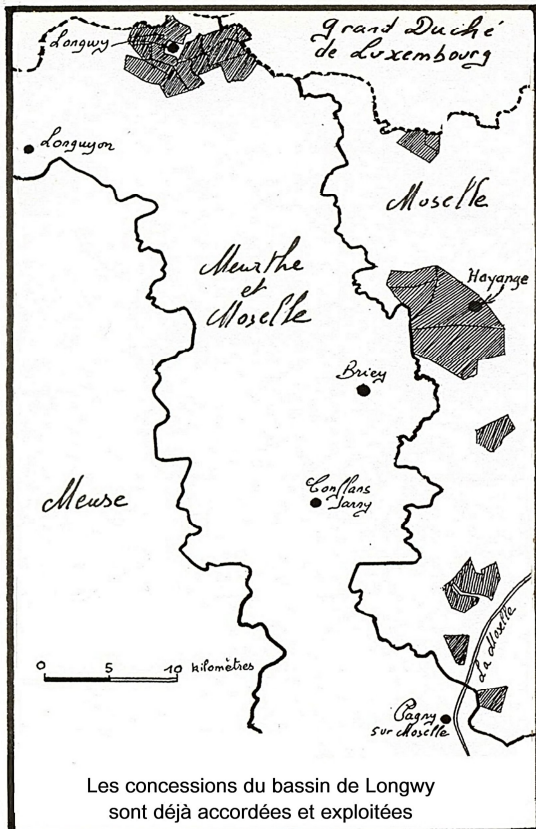 Grand Duché
de Luxembourg
Longwy
Longuyon
Moselle
Hayange
Meurthe
et
Moselle
Briey
Conflans
Jarny
Meuse
La Moselle
0 5 10 kilomètres
Pagny
sur Moselle
Les concessions du bassin de Longwy
sont déjà accordées et exploitées